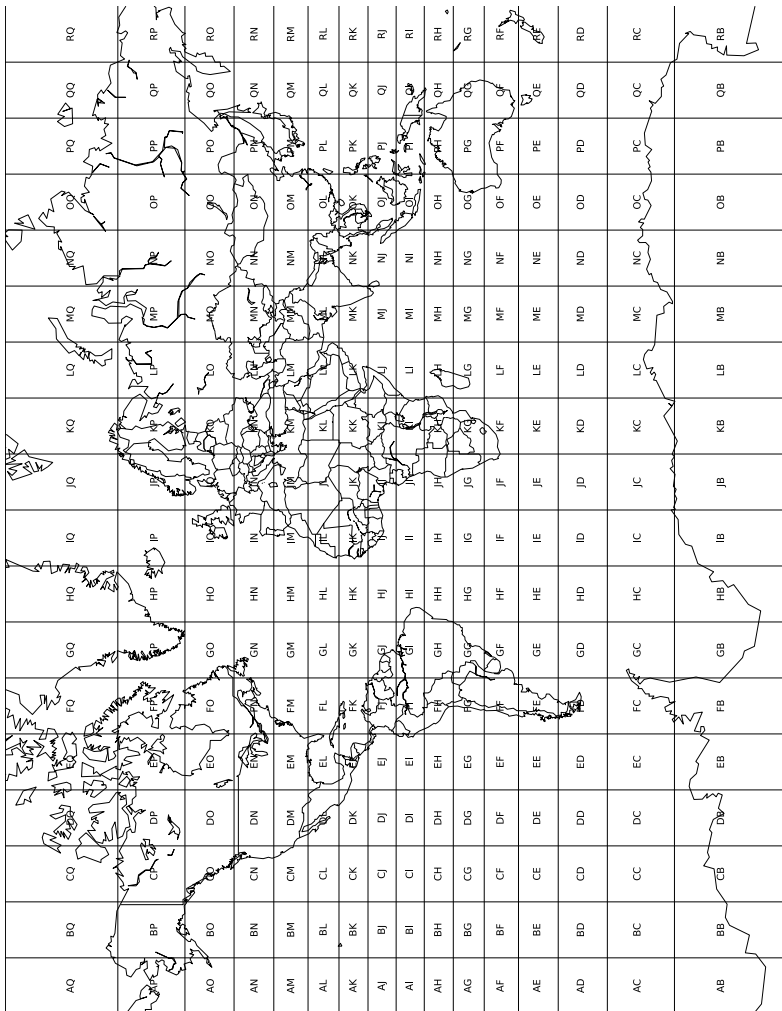 AQ BQ CQ DQ EQ FQ GQ HQ IQ JQ KQ LQ MQ NQ OQ PQ QQ RQ
AP BP CP DP EP FP GP HP IP JP KP LP MP NP OP PP QP RP
AO BO CO DO EO FO GO HO IO JO KO LO MO NO OO PO QO RO
AN BN CN DN EN FN GN HN IN JN KN LN MN NN ON PN QN RN
AM BM CM DM EM FM GM HM IM JM KM LM MM NM OM PM QM RM
AL BL CL DL EL FL GL HL IL JL KL LL ML NL OL PL QL RL
AK BK CK DK EK FK GK HK IK JK KK LK MK NK OK PK QK RK
AJ BJ CJ DJ EJ FJ GJ HJ IJ JJ KJ LJ MJ NJ OJ PJ QJ RJ
AI BI CI DI EI FI GI HI II JI KI LI MI NI OI PI QI RI
AH BH CH DH EH FH GH HH IH JH KH LH MH NH OH PH QH RH
AG BG CG DG EG FG GG HG IG JG KG LG MG NG OG PG QG RG
AF BF CF DF EF FF GF HF IF JF KF LF MF NF OF PF QF RF
AE BE CE DE EE FE GE HE IE JE KE LE ME NE OE PE QE RE
AD BD CD DD ED FD GD HD ID JD KD LD MD ND OD PD QD RD
AC BC CC DC EC FC GC HC IC JC KC LC MC NC OC PC QC RC
AB BB CB DB EB FB GB HB IB JB KB LB MB NB OB PB QB RB